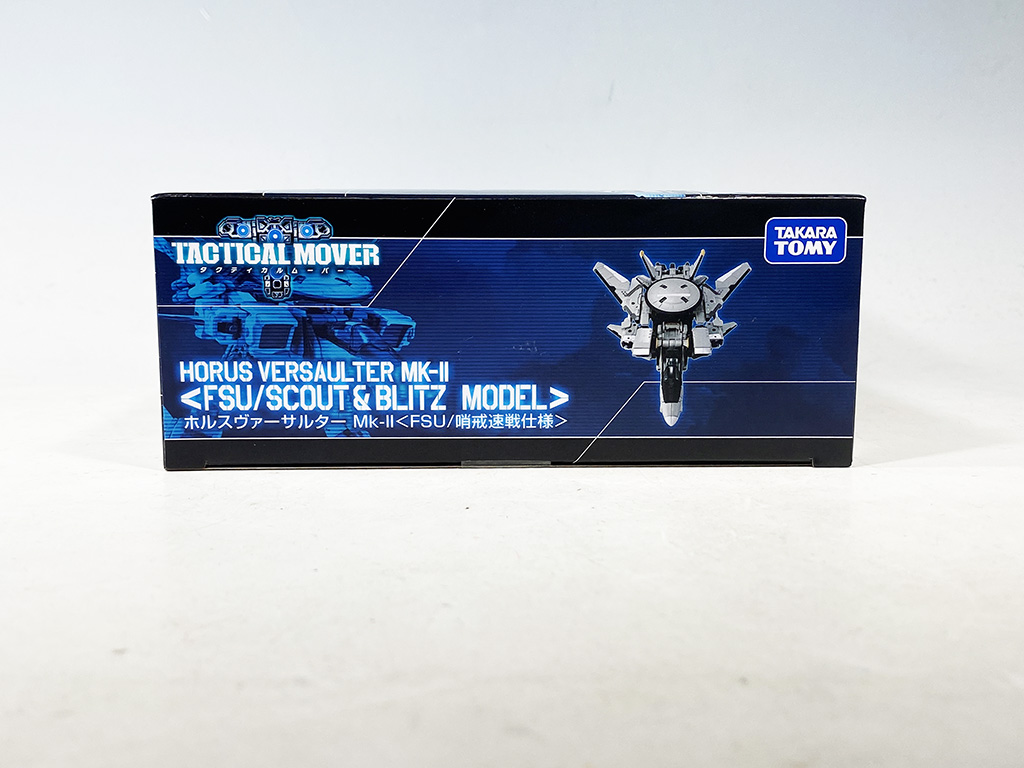 TACTICAL MOVER
タクティカルムーバー
TAKARA
TOMY
HORUS VERSAULTER MK-II
<FSU/SCOUT & BLITZ MODEL>
ホルスヴァーサルター Mk-II<FSU/哨戒速戦仕様>